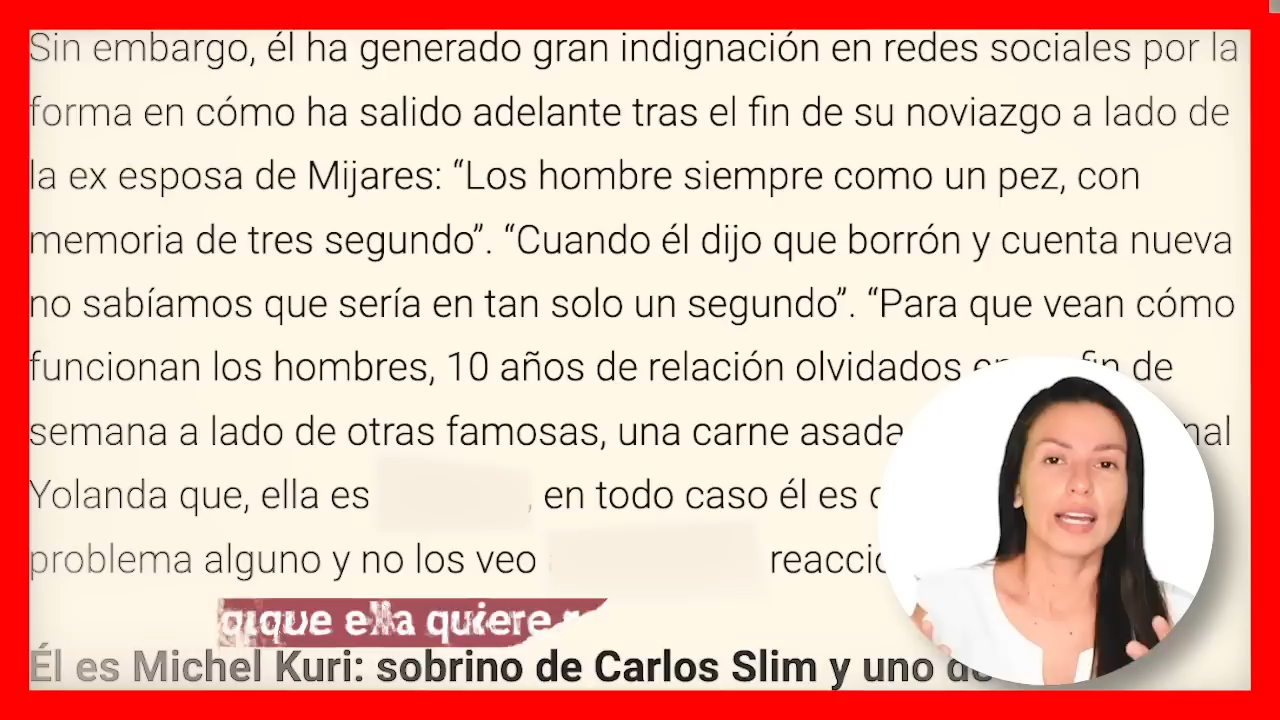 Sin embargo, él ha generado gran indignación en redes sociales por la
forma en cómo ha salido adelante tras el fin de su noviazgo a lado de
la ex esposa de Mijares: “Los hombre siempre como un pez, con
memoria de tres segundo”. “Cuando él dijo que borrón y cuenta nueva
no sabíamos que sería en tan solo un segundo”. “Para que vean cómo
funcionan los hombres, 10 años de relación olvidados fin de
semana a lado de otras famosas, una carne asada
Yolanda que, ella es , en todo caso él es
problema alguno y no los veo
que ella quiere
Él es Michel Kuri: sobrino de Carlos Slim y uno de